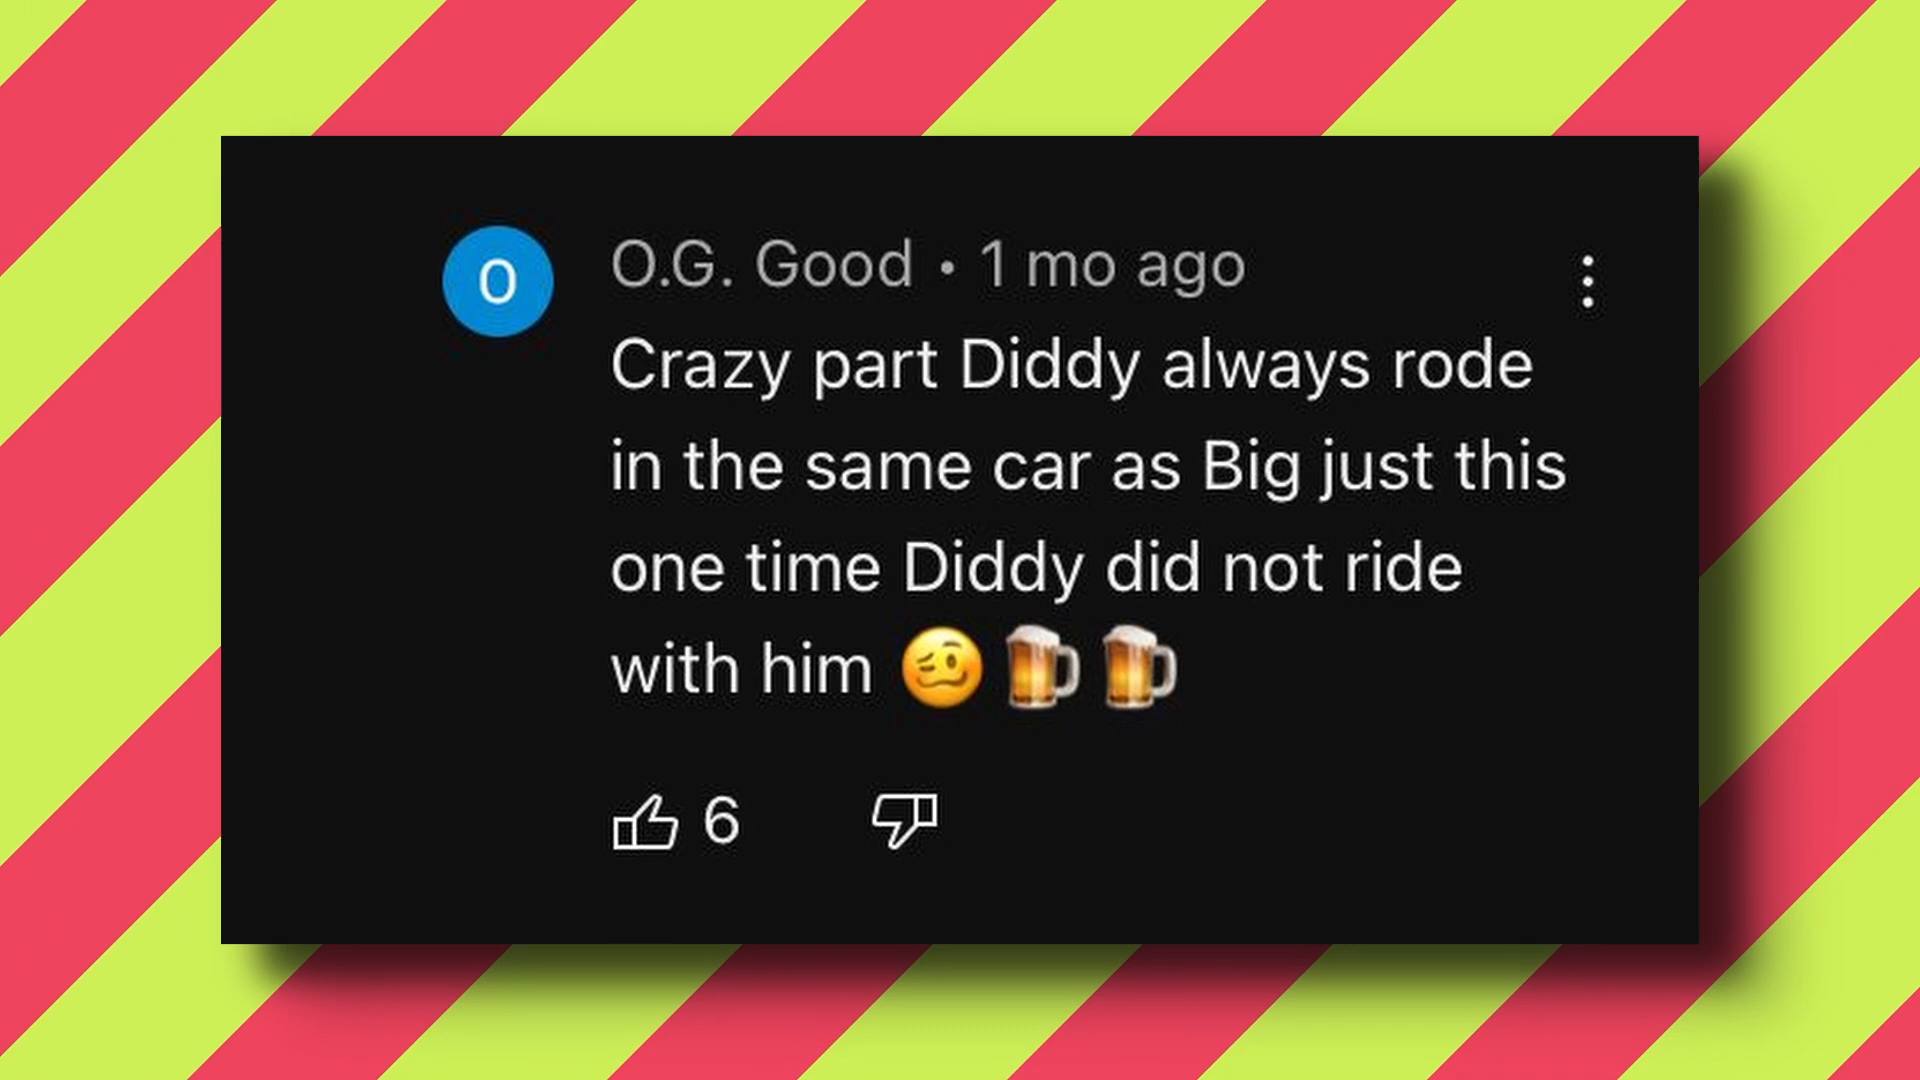 O
O.G. Good • 1 mo ago
Crazy part Diddy always rode
in the same car as Big just this
one time Diddy did not ride
with him 🥴🍺🍺
6